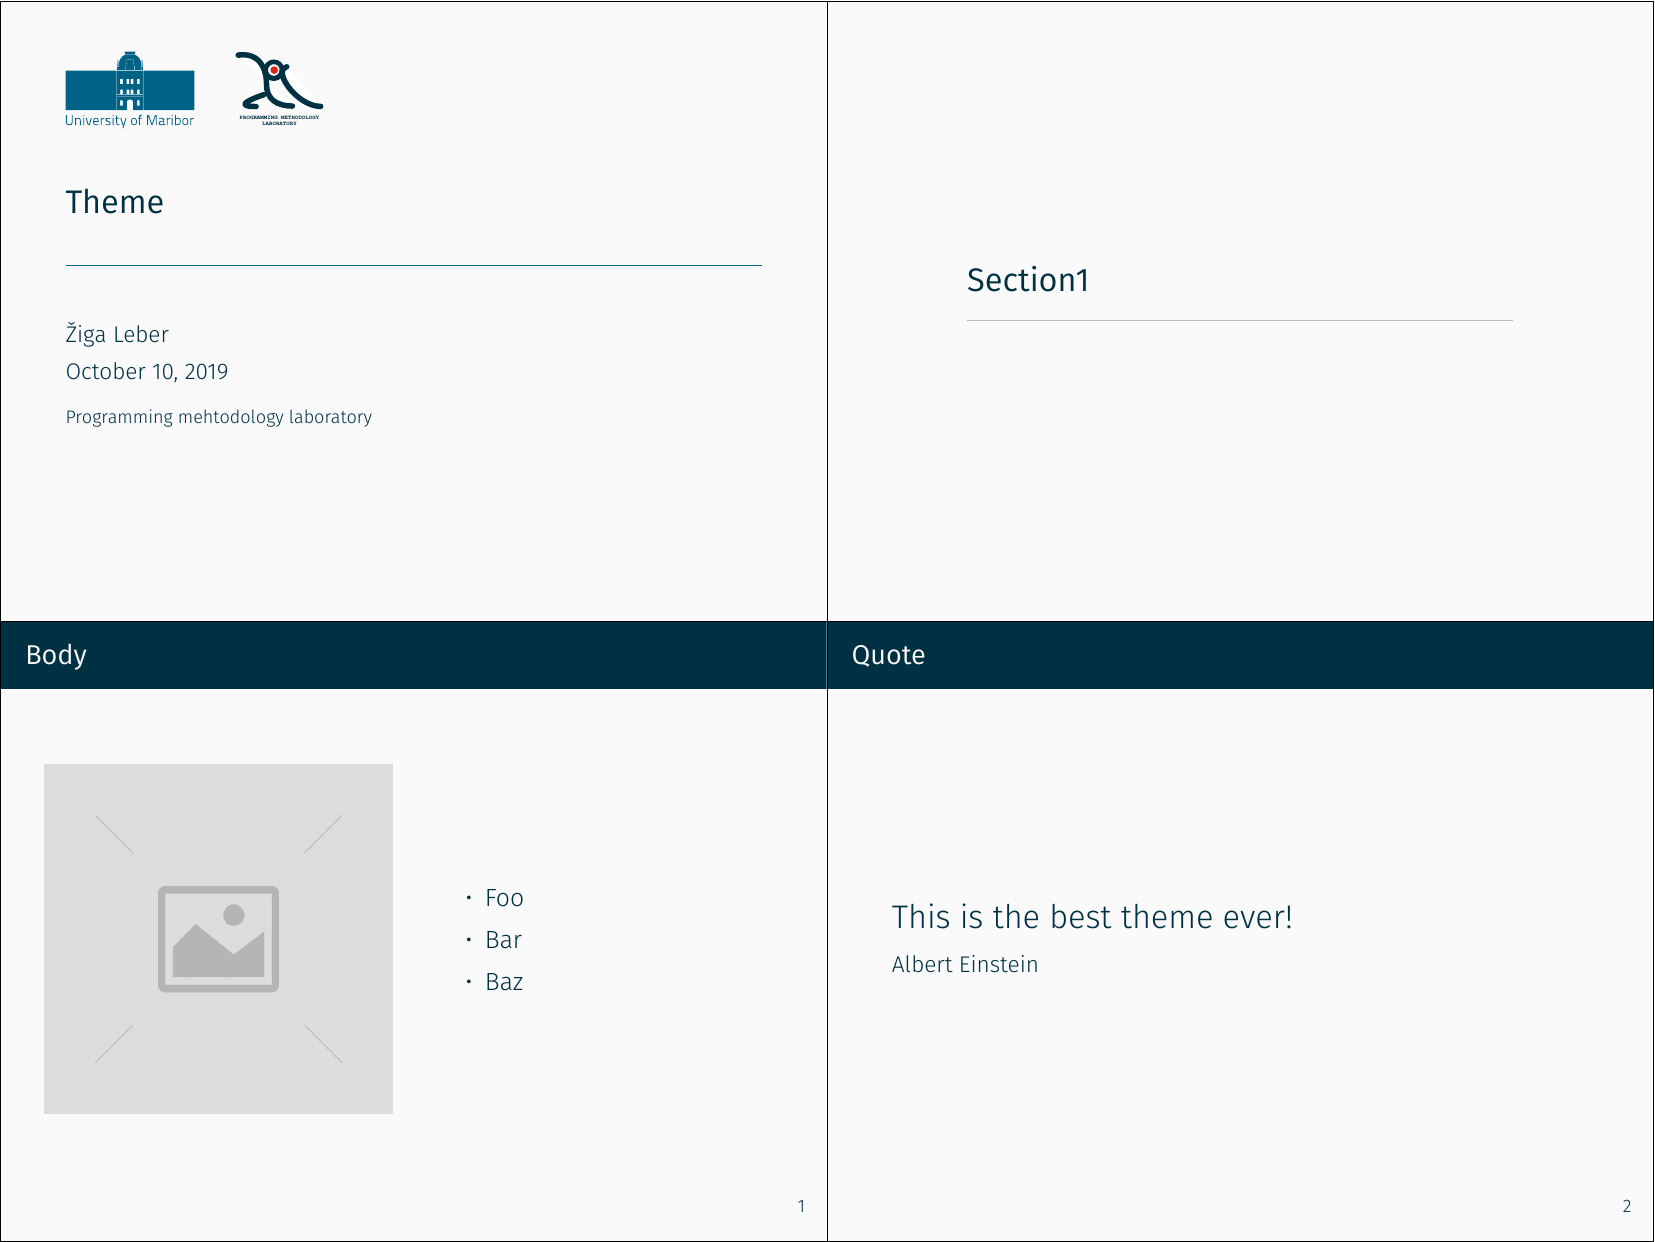 University of Maribor
PROGRAMMING METHODOLOGY
LABORATORY
Theme
Žiga Leber
October 10, 2019
Programming mehtodology laboratory
Section1
Body
• Foo
• Bar
• Baz
1
Quote
This is the best theme ever!
Albert Einstein
2